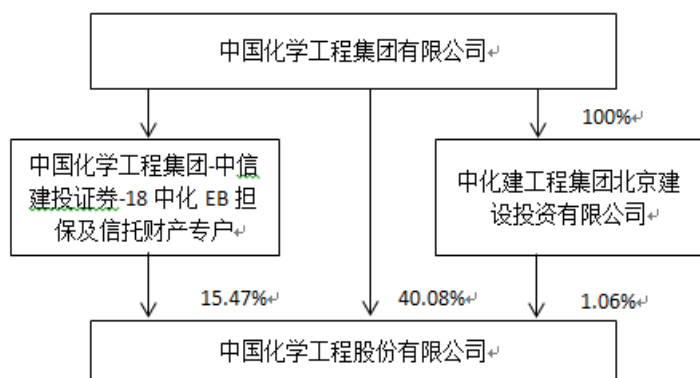 中国化学工程集团有限公司
100%
中国化学工程集团-中信
建投证券-18 中化 EB 担
保及信托财产专户
中化建工程集团北京建
设投资有限公司
15.47%
40.08%
1.06%
中国化学工程股份有限公司